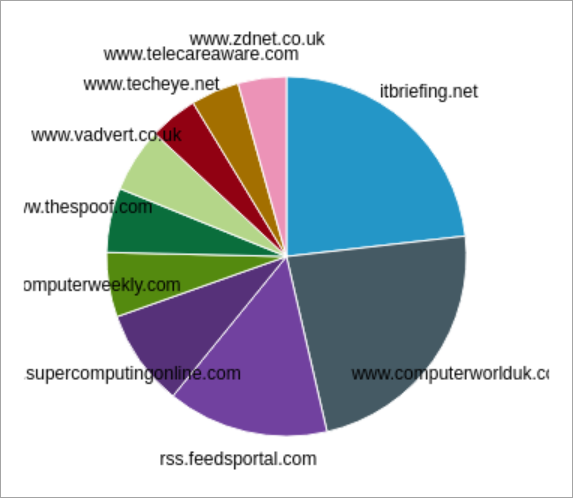 www.zdnet.co.uk
www.telecareaware.com
www.techeye.net
itbriefing.net
www.vadvert.co.uk
w.thespoof.com
omputerweekly.com
.supercomputingonline.com
www.computerworlduk.co
rss.feedsportal.com